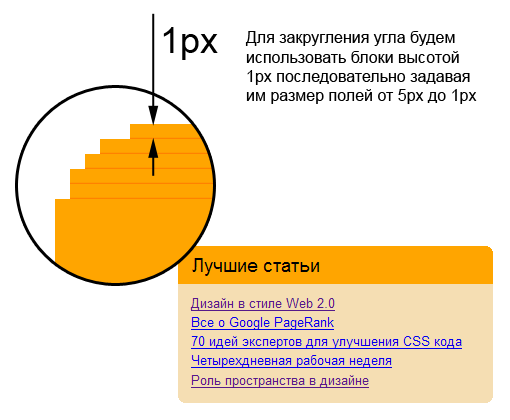 1px
Для закругления угла будем
использовать блоки высотой
1px последовательно задавая
им размер полей от 5px до 1px
Лучшие статьи
Дизайн в стиле Web 2.0
Все о Google PageRank
70 идей экспертов для улучшения CSS кода
Четырехдневная рабочая неделя
Роль пространства в дизайне